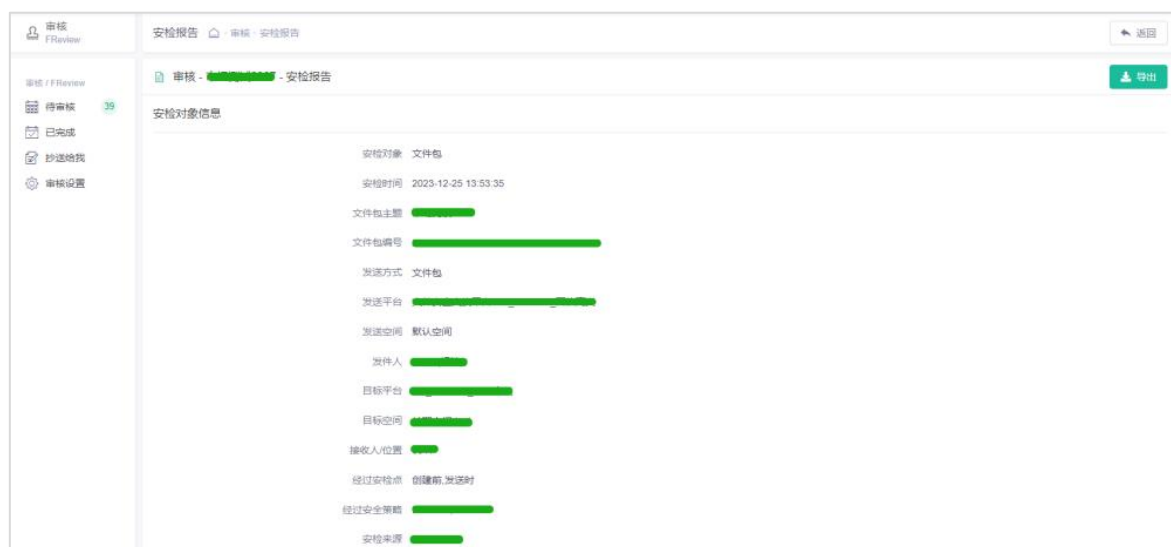 审核
FReview
安检报告 审核 · 安检报告
返回
审核 / FReview
待审核 39
已完成
抄送给我
审核设置
审核 - - 安检报告
导出
安检对象信息
安检对象 文件包
安检时间 2023-12-25 13:53:35
文件包主题
文件包编号
发送方式 文件包
发送平台
发送空间 默认空间
发件人
目标平台
目标空间
接收人/位置
经过安检点 创建前,发送时
经过安全策略
安检来源